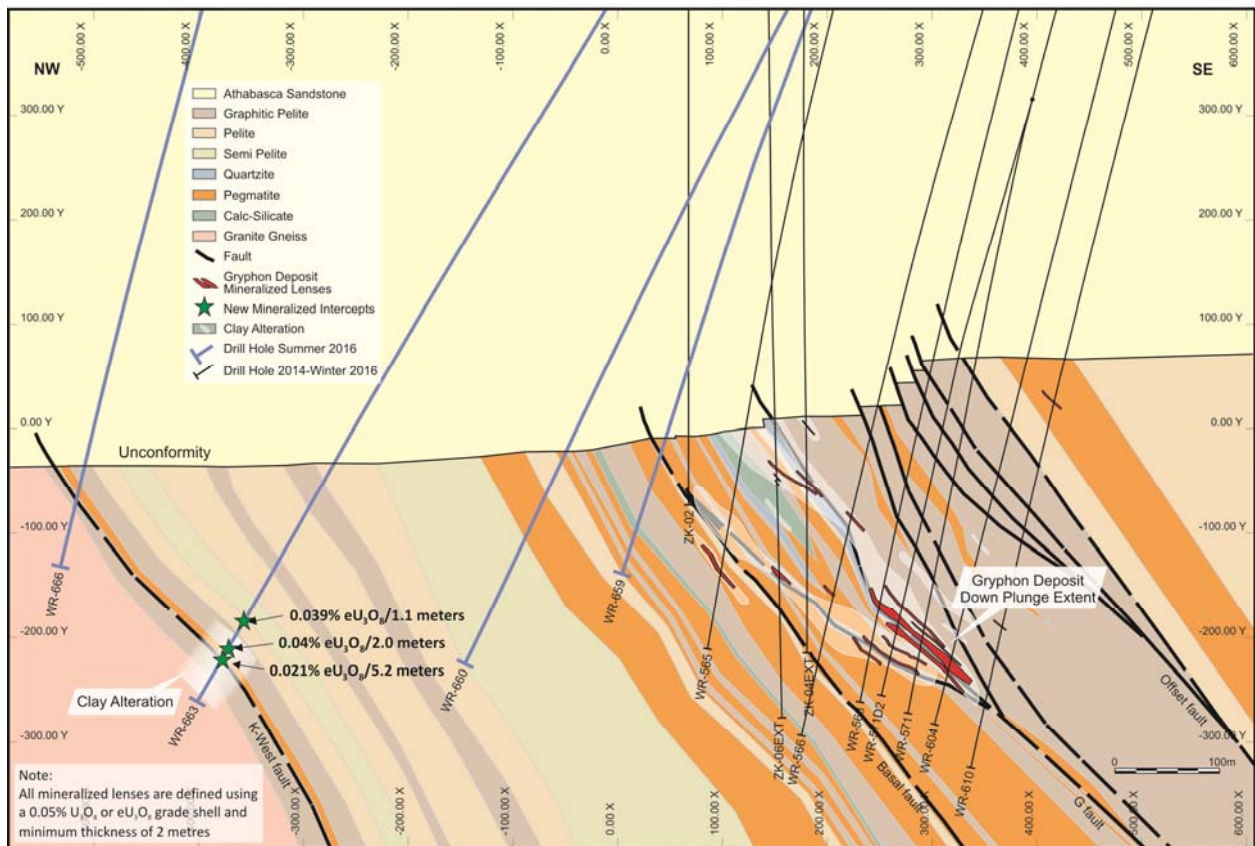 -500.00 X
-400.00 X
-300.00 X
-200.00 X
-100.00 X
0.00 X
100.00 X
200.00 X
300.00 X
400.00 X
500.00 X
600.00 X
NW
SE
300.00 Y
200.00 Y
100.00 Y
0.00 Y
-100.00 Y
-200.00 Y
-300.00 Y
Athabasca Sandstone
Graphitic Pelite
Pelite
Semi Pelite
Quartzite
Pegmatite
Calc-Silicate
Granite Gneiss
Fault
Gryphon Deposit
Mineralized Lenses
New Mineralized Intercepts
Clay Alteration
Drill Hole Summer 2016
Drill Hole 2014-Winter 2016
300.00 Y
200.00 Y
100.00 Y
0.00 Y
-100.00 Y
-200.00 Y
-300.00 Y
Unconformity
WR-666
0.039% eU₃O₈/1.1 meters
0.04% eU₃O₈/2.0 meters
0.021% eU₃O₈/5.2 meters
Clay Alteration
WR-663
K-West fault
WR-660
WR-659
ZK-02
WR-565
ZK-06EXT
WR-566
ZK-04EXT
WR-571
WR-604
WR-610
Gryphon Deposit
Down Plunge Extent
Offset fault
Basal fault
G fault
100m
Note:
All mineralized lenses are defined using
a 0.05% U₃O₈ or eU₃O₈ grade shell and
minimum thickness of 2 metres
-300.00 X
-200.00 X
-100.00 X
0.00 X
100.00 X
200.00 X
300.00 X
400.00 X
500.00 X
600.00 X